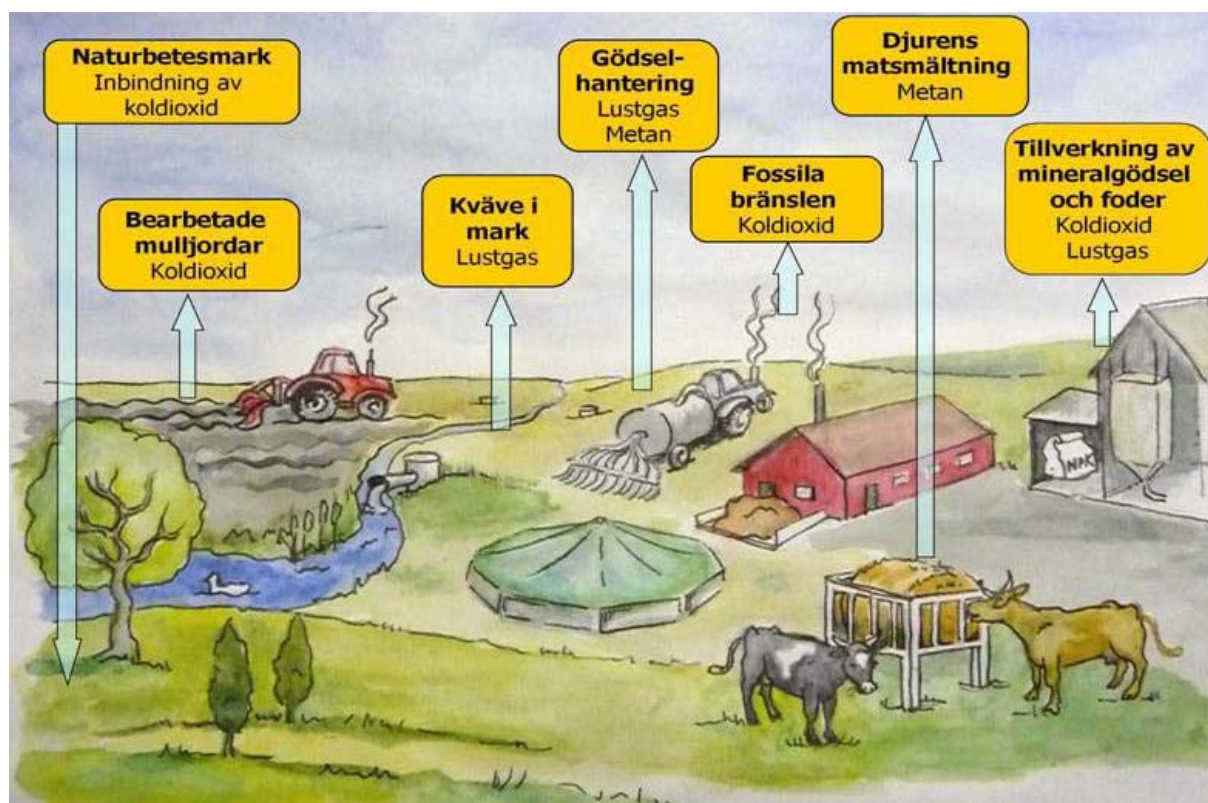 Naturbetesmark
Inbindning av
koldioxid
Bearbetade
mulljordar
Koldioxid
Kväve i
mark
Lustgas
Gödsel-
hantering
Lustgas
Metan
Fossila
bränslen
Koldioxid
Djurens
matsmältning
Metan
Tillverkning av
mineralgödsel
och foder
Koldioxid
Lustgas
NPK